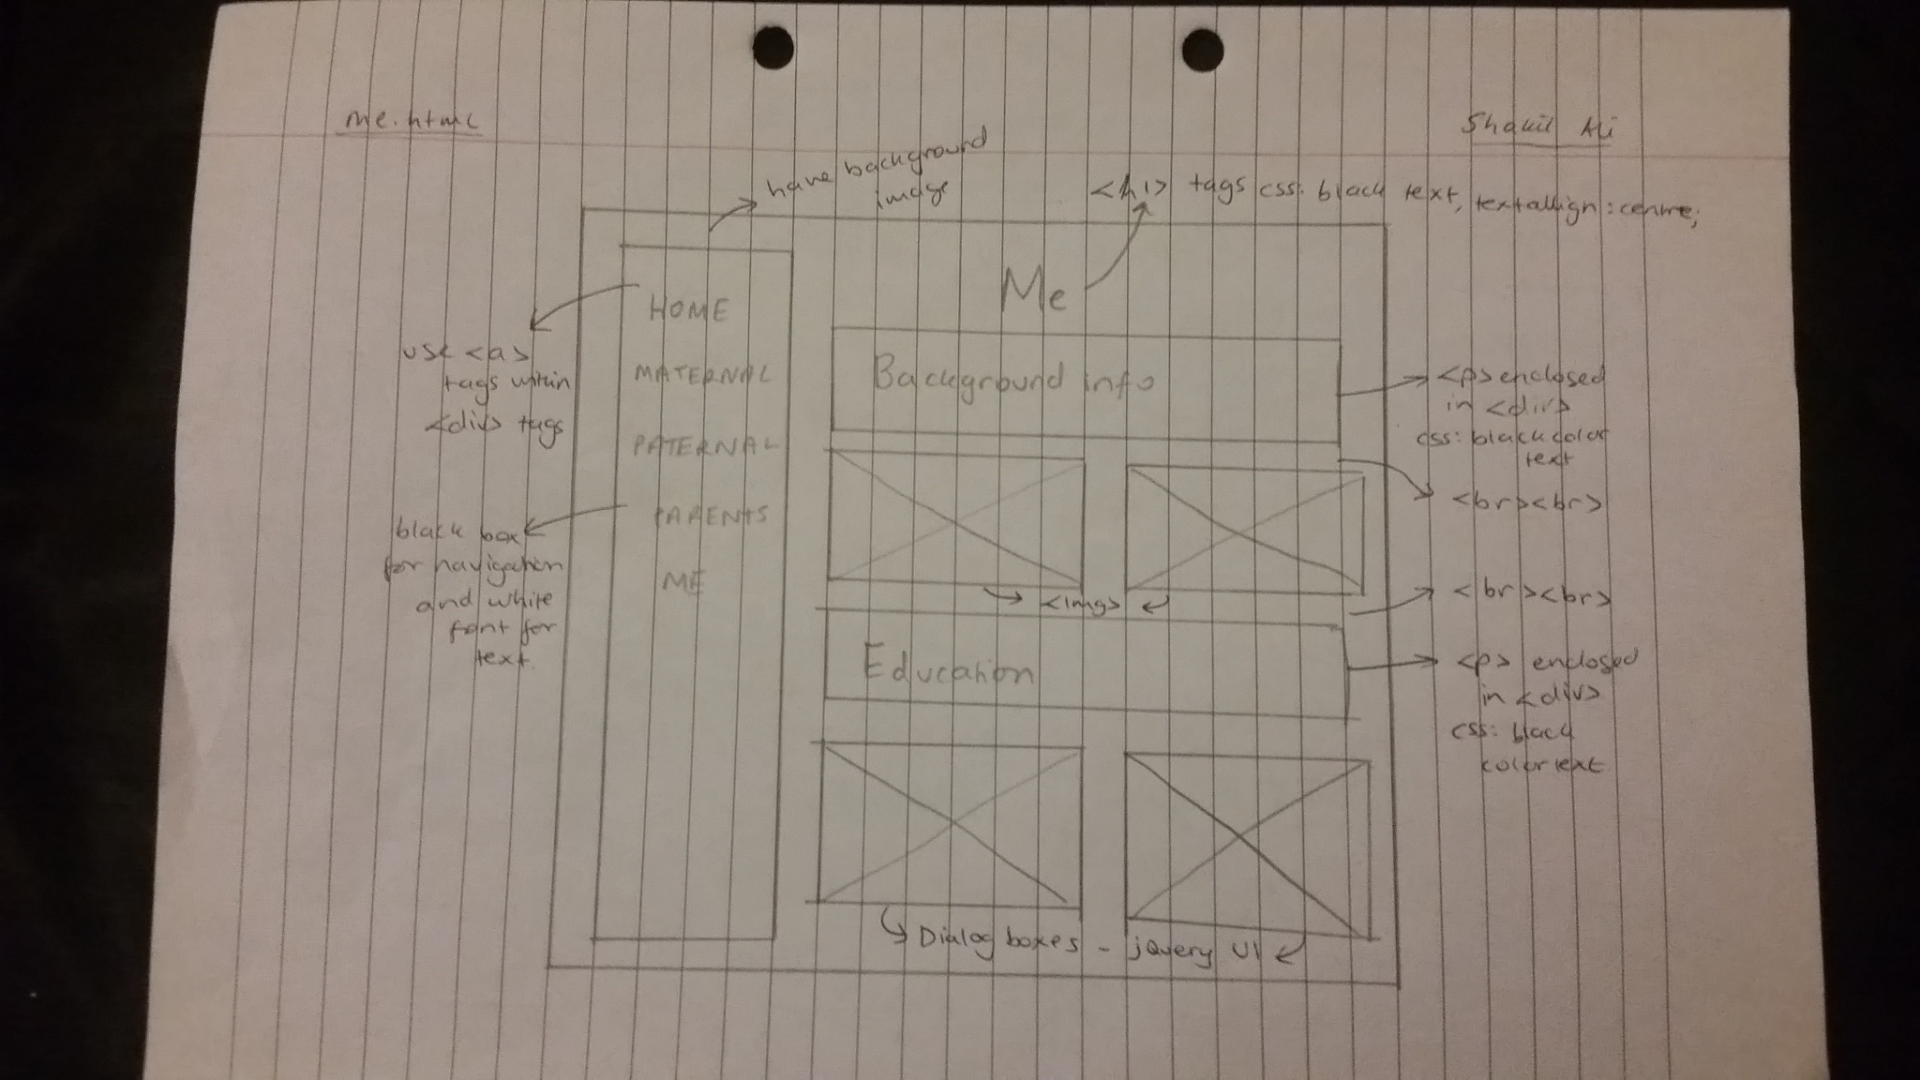 me.html
Shakil Ali
have background
image
<h1> tags css: black text, textallign:centre;
HOME
MATERNAL
PATERNAL
PARENTS
ME
use <a>
tags within
<div> tags
black box
for navigation
and white
font for
text.
Me
Background info
<p> enclosed
in <div>
css: black color
text
<br><br>
<img>
<br><br>
Education
<p> enclosed
in <div>
css: black
color text
Dialog boxes - jQuery UI